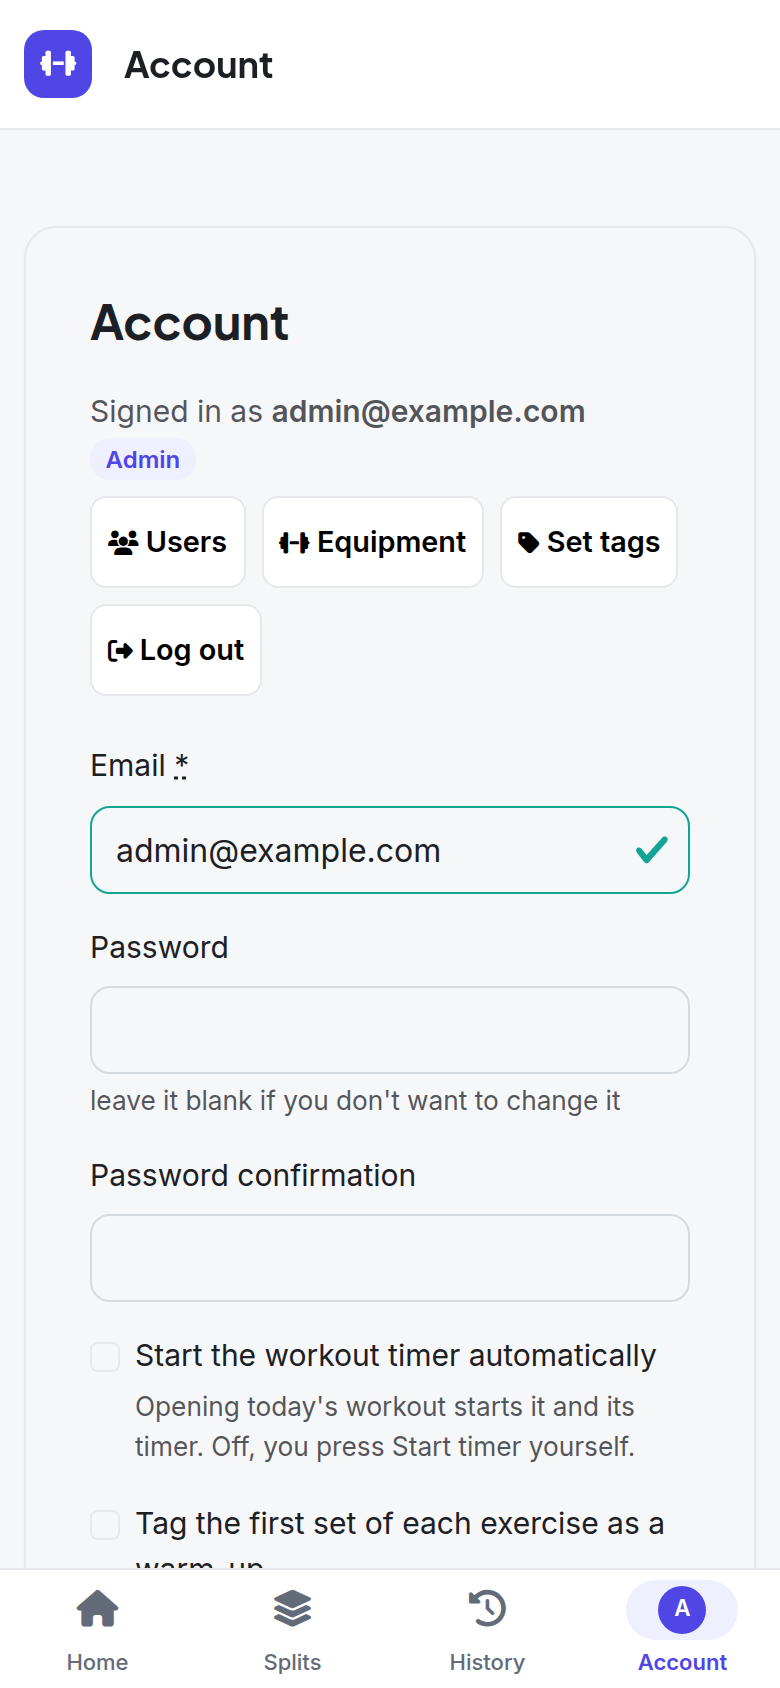 Account
Account
Signed in as admin@example.com
Admin
Users
Equipment
Set tags
Log out
Email *
admin@example.com
Password
leave it blank if you don't want to change it
Password confirmation
Start the workout timer automatically
Opening today's workout starts it and its
timer. Off, you press Start timer yourself.
Tag the first set of each exercise as a
warm-up
A
Home
Splits
History
Account